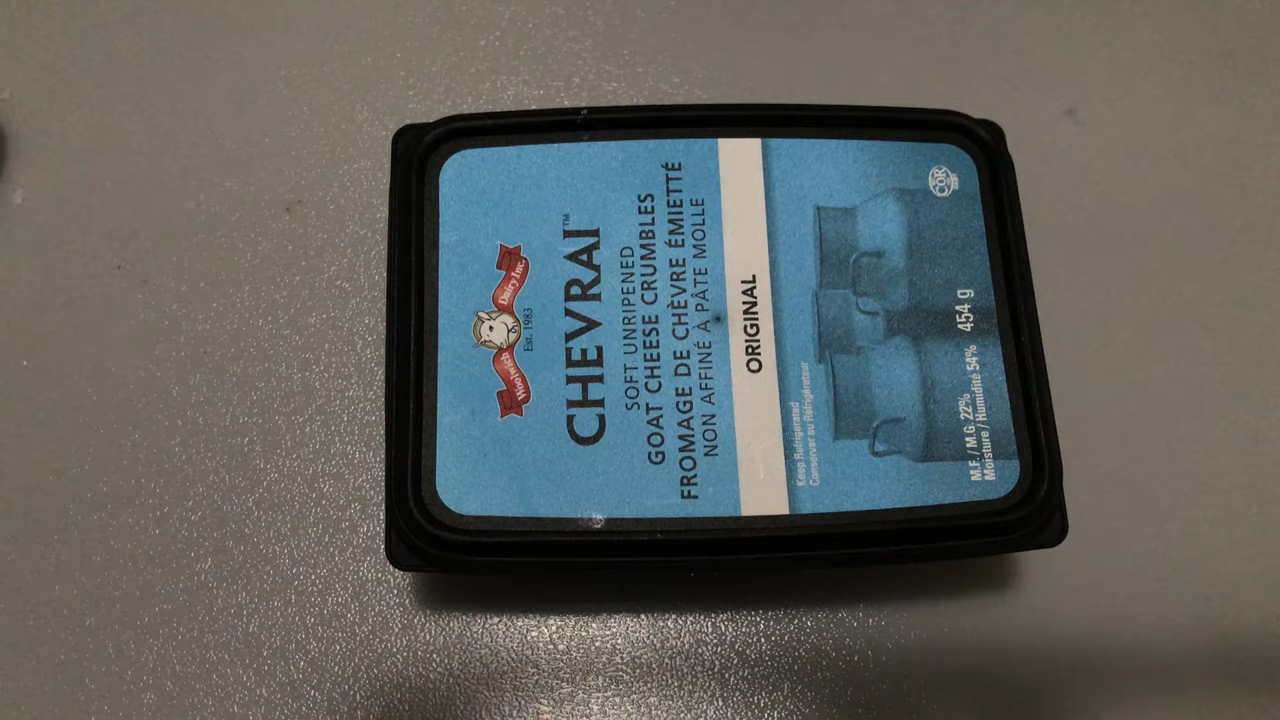 Woolwich Dairy Inc.
Est. 1983
CHEVRAI™
SOFT UNRIPENED
GOAT CHEESE CRUMBLES
FROMAGE DE CHÈVRE ÉMIETTÉ
NON AFFINÉ À PÂTE MOLLE
ORIGINAL
Keep Refrigerated
Conserver au Réfrigérateur
M.F. / M.G. 22%
Moisture / Humidité 54% 454 g
COR